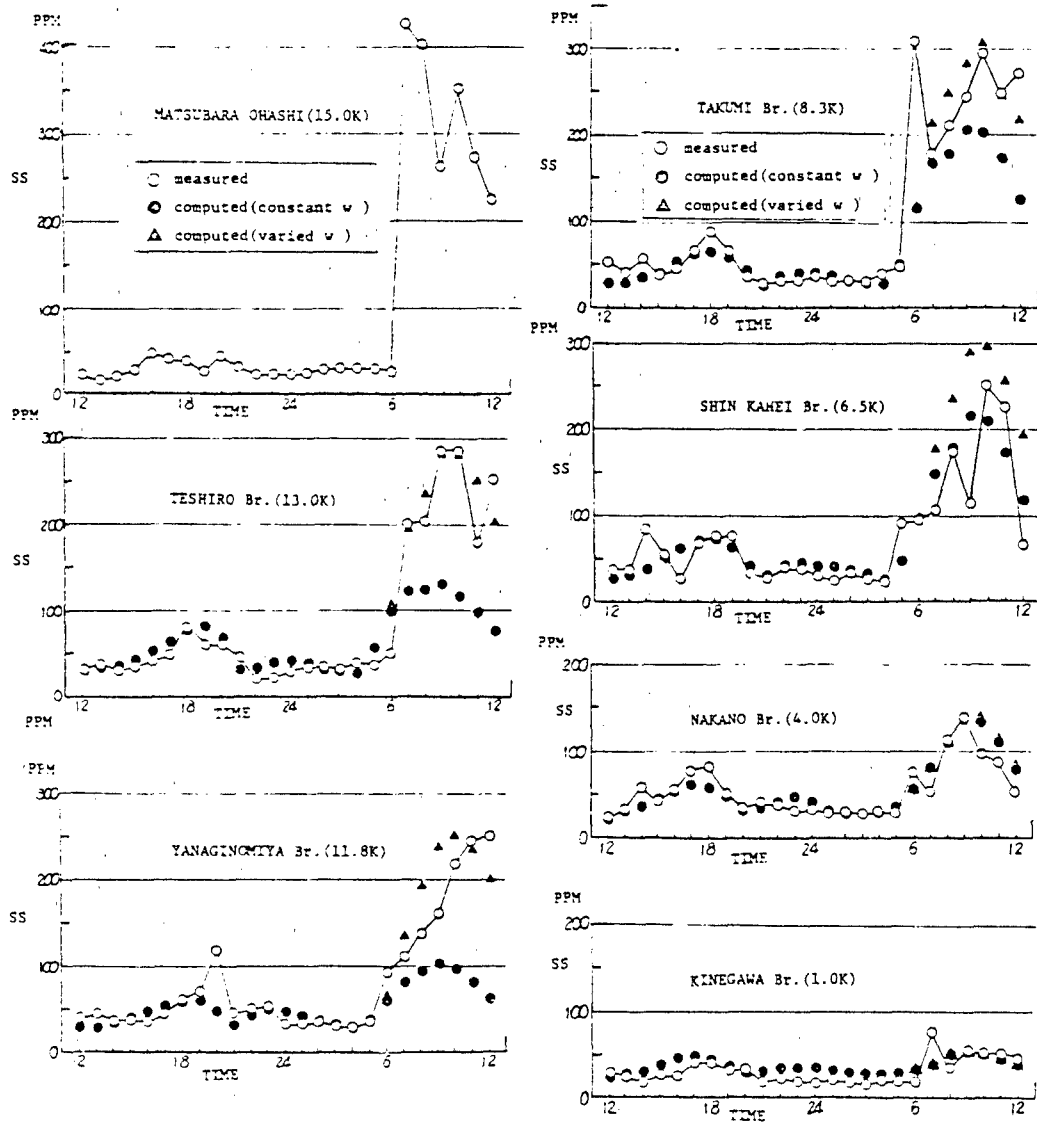 PPM
400
MATSUBARA OHASHI(15.0K)
300
measured
SS
computed(constant w )
200
computed(varied w )
100
0
12
18
24
6
12
TIME
PPM
300
TESHIRO Br.(13.0K)
200
SS
100
0
12
18
24
6
12
TIME
PPM
PPM
300
YANAGINOMIYA Br.(11.8K)
200
SS
100
0
12
18
24
6
12
TIME
PPM
300
TAKUMI Br.(8.3K)
200
measured
SS
computed(constant w )
computed(varied w )
100
0
12
18
24
6
12
TIME
PPM
300
SHIN KAHEI Br.(6.5K)
200
SS
100
0
12
18
24
6
12
TIME
PPM
200
SS
NAKANO Br.(4.0K)
100
0
12
18
24
6
12
TIME
PPM
200
SS
KINEGAWA Br.(1.0K)
100
0
12
18
24
6
12
TIME